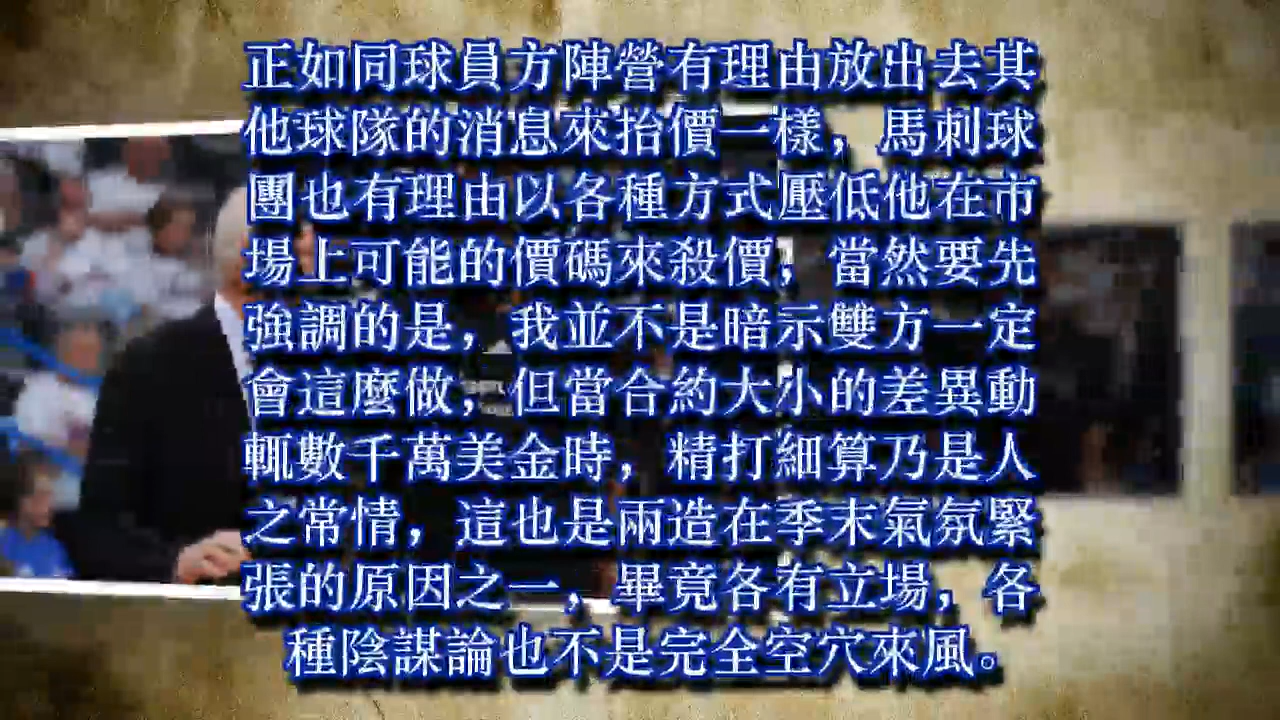 正如同球員方陣營有理由放出去其
他球隊的消息來抬價一樣，馬刺球
團也有理由以各種方式壓低他在市
場上可能的價碼來殺價，當然要先
強調的是，我並不是暗示雙方一定
會這麼做，但當合約大小的差異動
輒數千萬美金時，精打細算乃是人
之常情，這也是兩造在季末氣氛緊
張的原因之一，畢竟各有立場，各
種陰謀論也不是完全空穴來風。